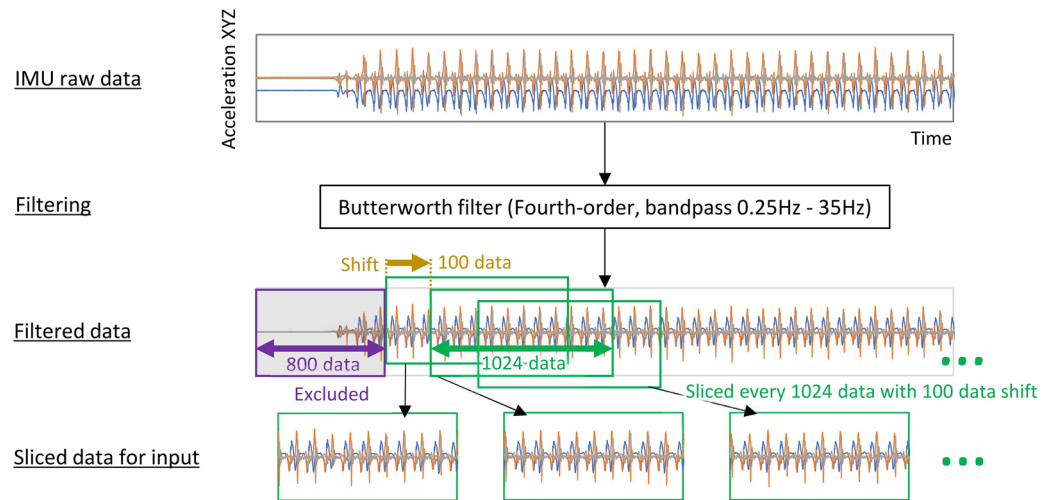 Acceleration XYZ
IMU raw data
Time
Filtering
Butterworth filter (Fourth-order, bandpass 0.25Hz - 35Hz)
Shift
100 data
Filtered data
800 data
1024 data
Excluded
Sliced every 1024 data with 100 data shift
Sliced data for input